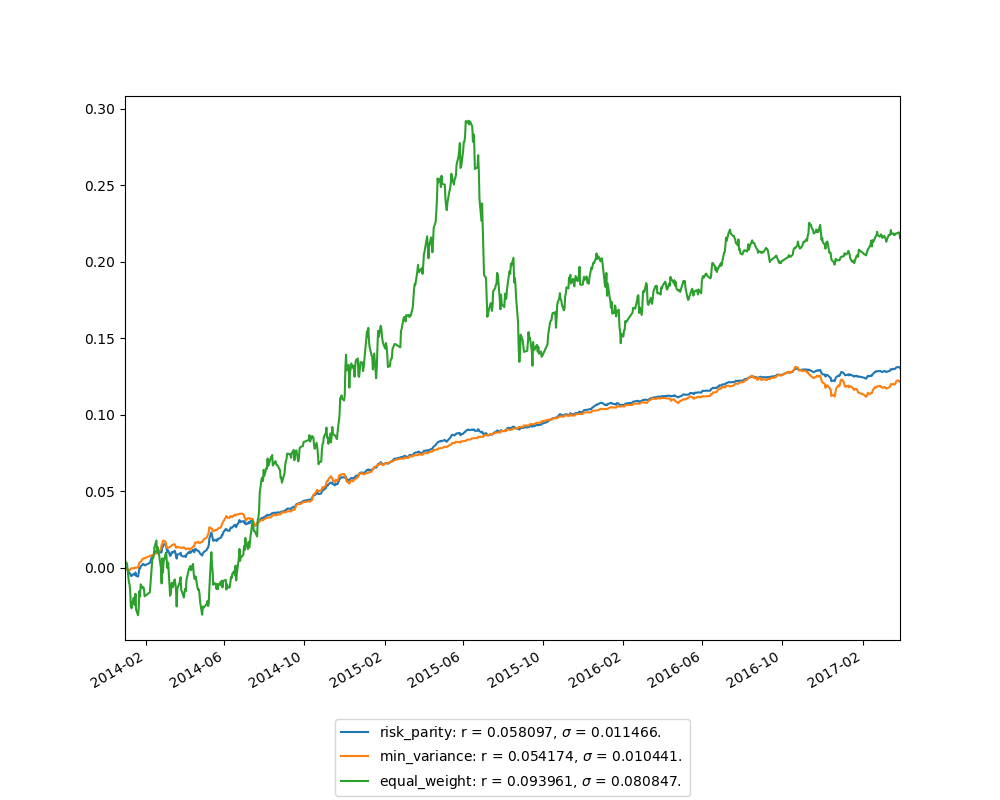 0.30
0.25
0.20
0.15
0.10
0.05
0.00
2014-02 2014-06 2014-10 2015-02 2015-06 2015-10 2016-02 2016-06 2016-10 2017-02
risk_parity: r = 0.058097, σ = 0.011466.
min_variance: r = 0.054174, σ = 0.010441.
equal_weight: r = 0.093961, σ = 0.080847.